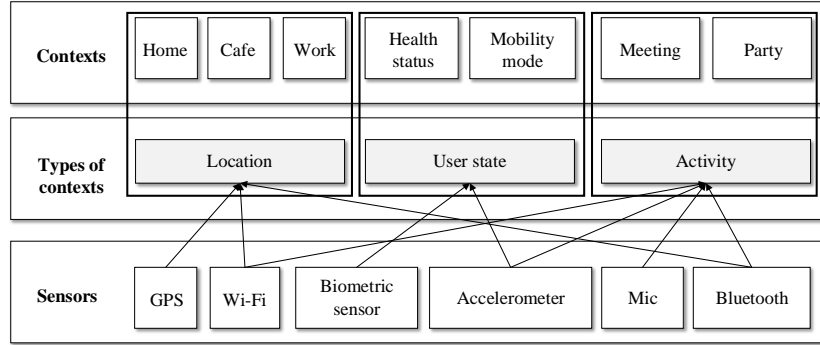 Contexts
Home
Cafe
Work
Health
status
Mobility
mode
Meeting
Party
Types of
contexts
Location
User state
Activity
Sensors
GPS
Wi-Fi
Biometric
sensor
Accelerometer
Mic
Bluetooth